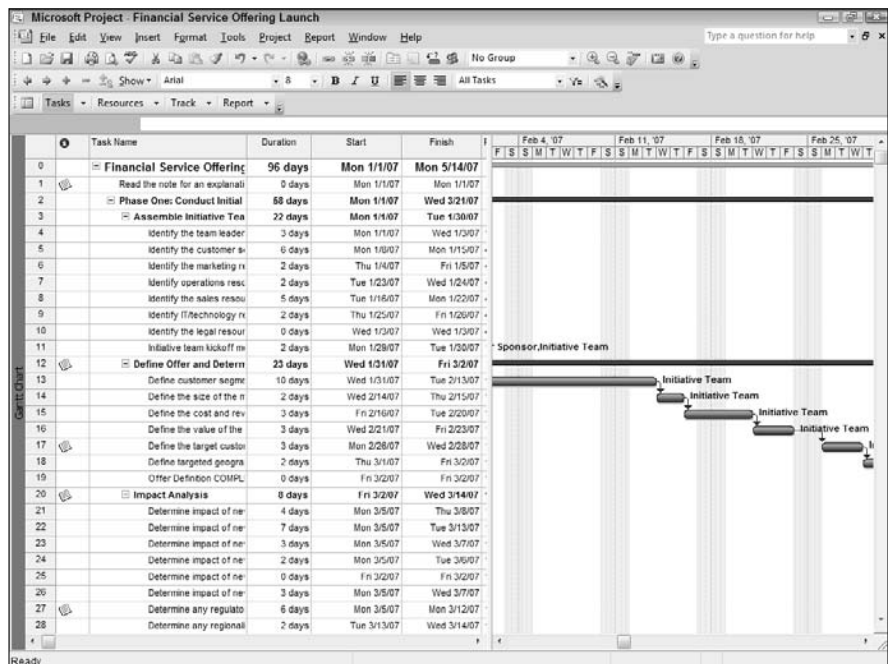 Microsoft Project - Financial Service Offering Launch
File Edit View Insert Format Tools Project Report Window Help
Type a question for help
No Group
Show Arial 8 B I U All Tasks
Tasks Resources Track Report
Task Name Duration Start Finish Feb 4, '07 Feb 11, '07 Feb 18, '07 Feb 25, '07
F S S M T W T F S S M T W T F S S M T W T F S S M T W T
0 Financial Service Offering 96 days Mon 1/1/07 Mon 5/14/07
1 Read the note for an explanati 0 days Mon 1/1/07 Mon 1/1/07
2 Phase One: Conduct Initial 58 days Mon 1/1/07 Wed 3/21/07
3 Assemble Initiative Tea 22 days Mon 1/1/07 Tue 1/30/07
4 Identify the team leader 3 days Mon 1/1/07 Wed 1/3/07
5 Identify the customer s 6 days Mon 1/8/07 Mon 1/15/07
6 Identify the marketing re 2 days Thu 1/4/07 Fri 1/5/07
7 Identify operations resc 2 days Tue 1/23/07 Wed 1/24/07
8 Identify the sales resou 5 days Tue 1/16/07 Mon 1/22/07
9 Identify IT/technology re 2 days Thu 1/25/07 Fri 1/26/07
10 Identify the legal resour 0 days Wed 1/3/07 Wed 1/3/07
11 Initiative team kickoff m 2 days Mon 1/29/07 Tue 1/30/07 Sponsor,Initiative Team
12 Define Offer and Determ 23 days Wed 1/31/07 Fri 3/2/07
13 Define customer segme 10 days Wed 1/31/07 Tue 2/13/07 Initiative Team
14 Define the size of the m 2 days Wed 2/14/07 Thu 2/15/07 Initiative Team
15 Define the cost and rev 3 days Fri 2/16/07 Tue 2/20/07 Initiative Team
16 Define the value of the 3 days Wed 2/21/07 Fri 2/23/07 Initiative Team
17 Define the target custo 3 days Mon 2/26/07 Wed 2/28/07
18 Define targeted geogra 2 days Thu 3/1/07 Fri 3/2/07
19 Offer Definition COMPL 0 days Fri 3/2/07 Fri 3/2/07
20 Impact Analysis 8 days Fri 3/2/07 Wed 3/14/07
21 Determine impact of ne 4 days Mon 3/5/07 Thu 3/8/07
22 Determine impact of ne 7 days Mon 3/5/07 Tue 3/13/07
23 Determine impact of ne 3 days Mon 3/5/07 Wed 3/7/07
24 Determine impact of ne 2 days Mon 3/5/07 Tue 3/6/07
25 Determine impact of ne 0 days Fri 3/2/07 Fri 3/2/07
26 Determine impact of ne 3 days Mon 3/5/07 Wed 3/7/07
27 Determine any regulato 6 days Mon 3/5/07 Mon 3/12/07
28 Determine any regionali 2 days Tue 3/13/07 Wed 3/14/07
Gantt Chart
Ready